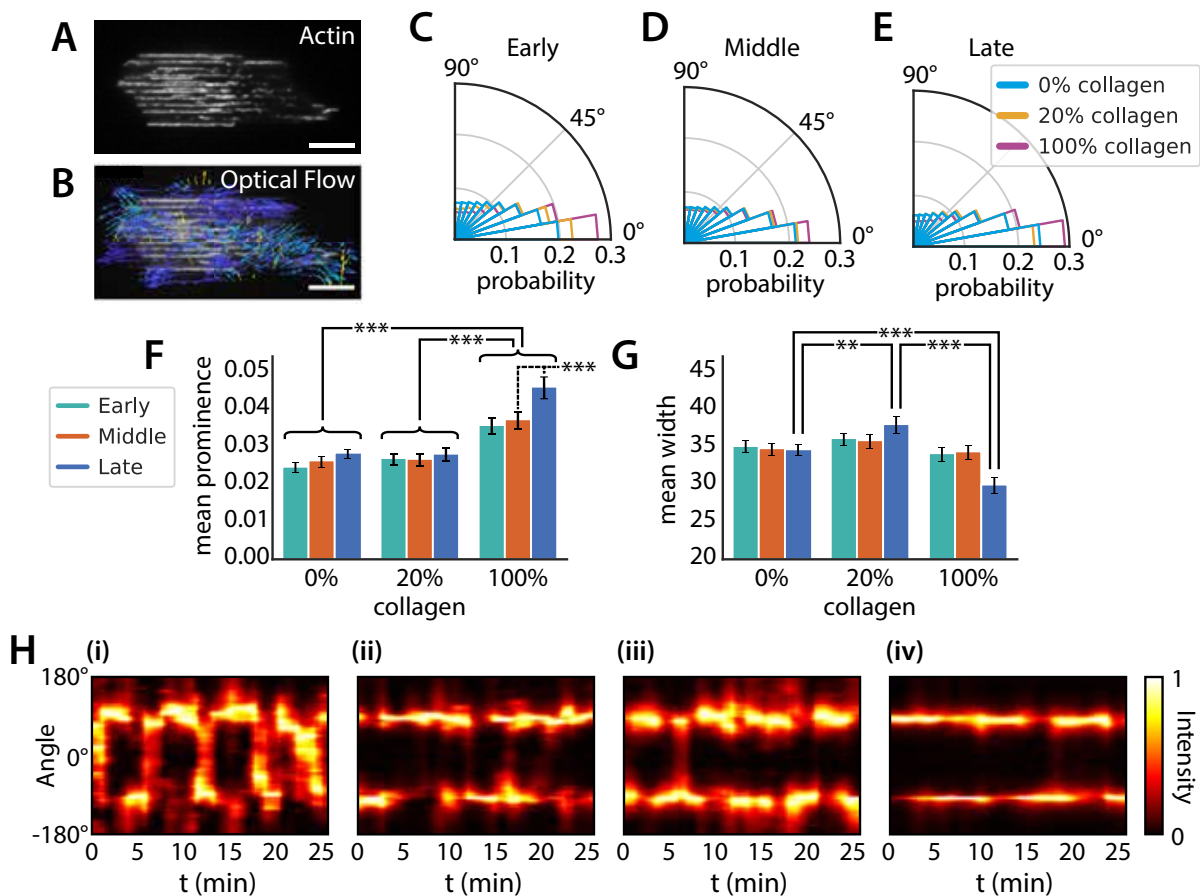 A
Actin
B
Optical Flow
C
Early
90°
45°
0°
0.1 0.2 0.3
probability
D
Middle
90°
45°
0°
0.1 0.2 0.3
probability
E
Late
90°
0°
0.1 0.2 0.3
probability
0% collagen
20% collagen
100% collagen
F
Early
Middle
Late
mean prominence
0.05
0.04
0.03
0.02
0.01
0.00
***
***
***
0% 20% 100%
collagen
G
mean width
45
40
35
30
25
20
***
** ***
0% 20% 100%
collagen
H
(i) (ii) (iii) (iv)
Angle
180°
0°
-180°
0 5 10 15 20 25
t (min)
0 5 10 15 20 25
t (min)
0 5 10 15 20 25
t (min)
0 5 10 15 20 25
t (min)
1
Intensity
0